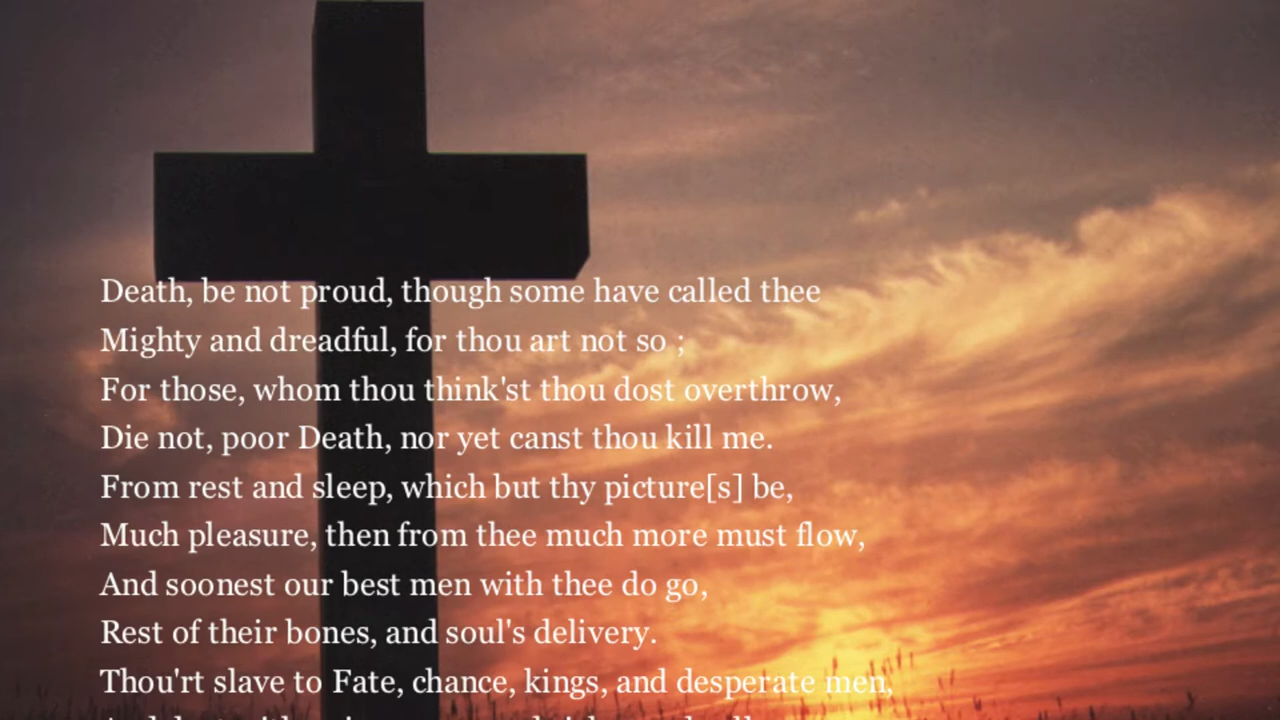 Death, be not proud, though some have called thee
Mighty and dreadful, for thou art not so ;
For those, whom thou think'st thou dost overthrow,
Die not, poor Death, nor yet canst thou kill me.
From rest and sleep, which but thy picture[s] be,
Much pleasure, then from thee much more must flow,
And soonest our best men with thee do go,
Rest of their bones, and soul's delivery.
Thou'rt slave to Fate, chance, kings, and desperate men,